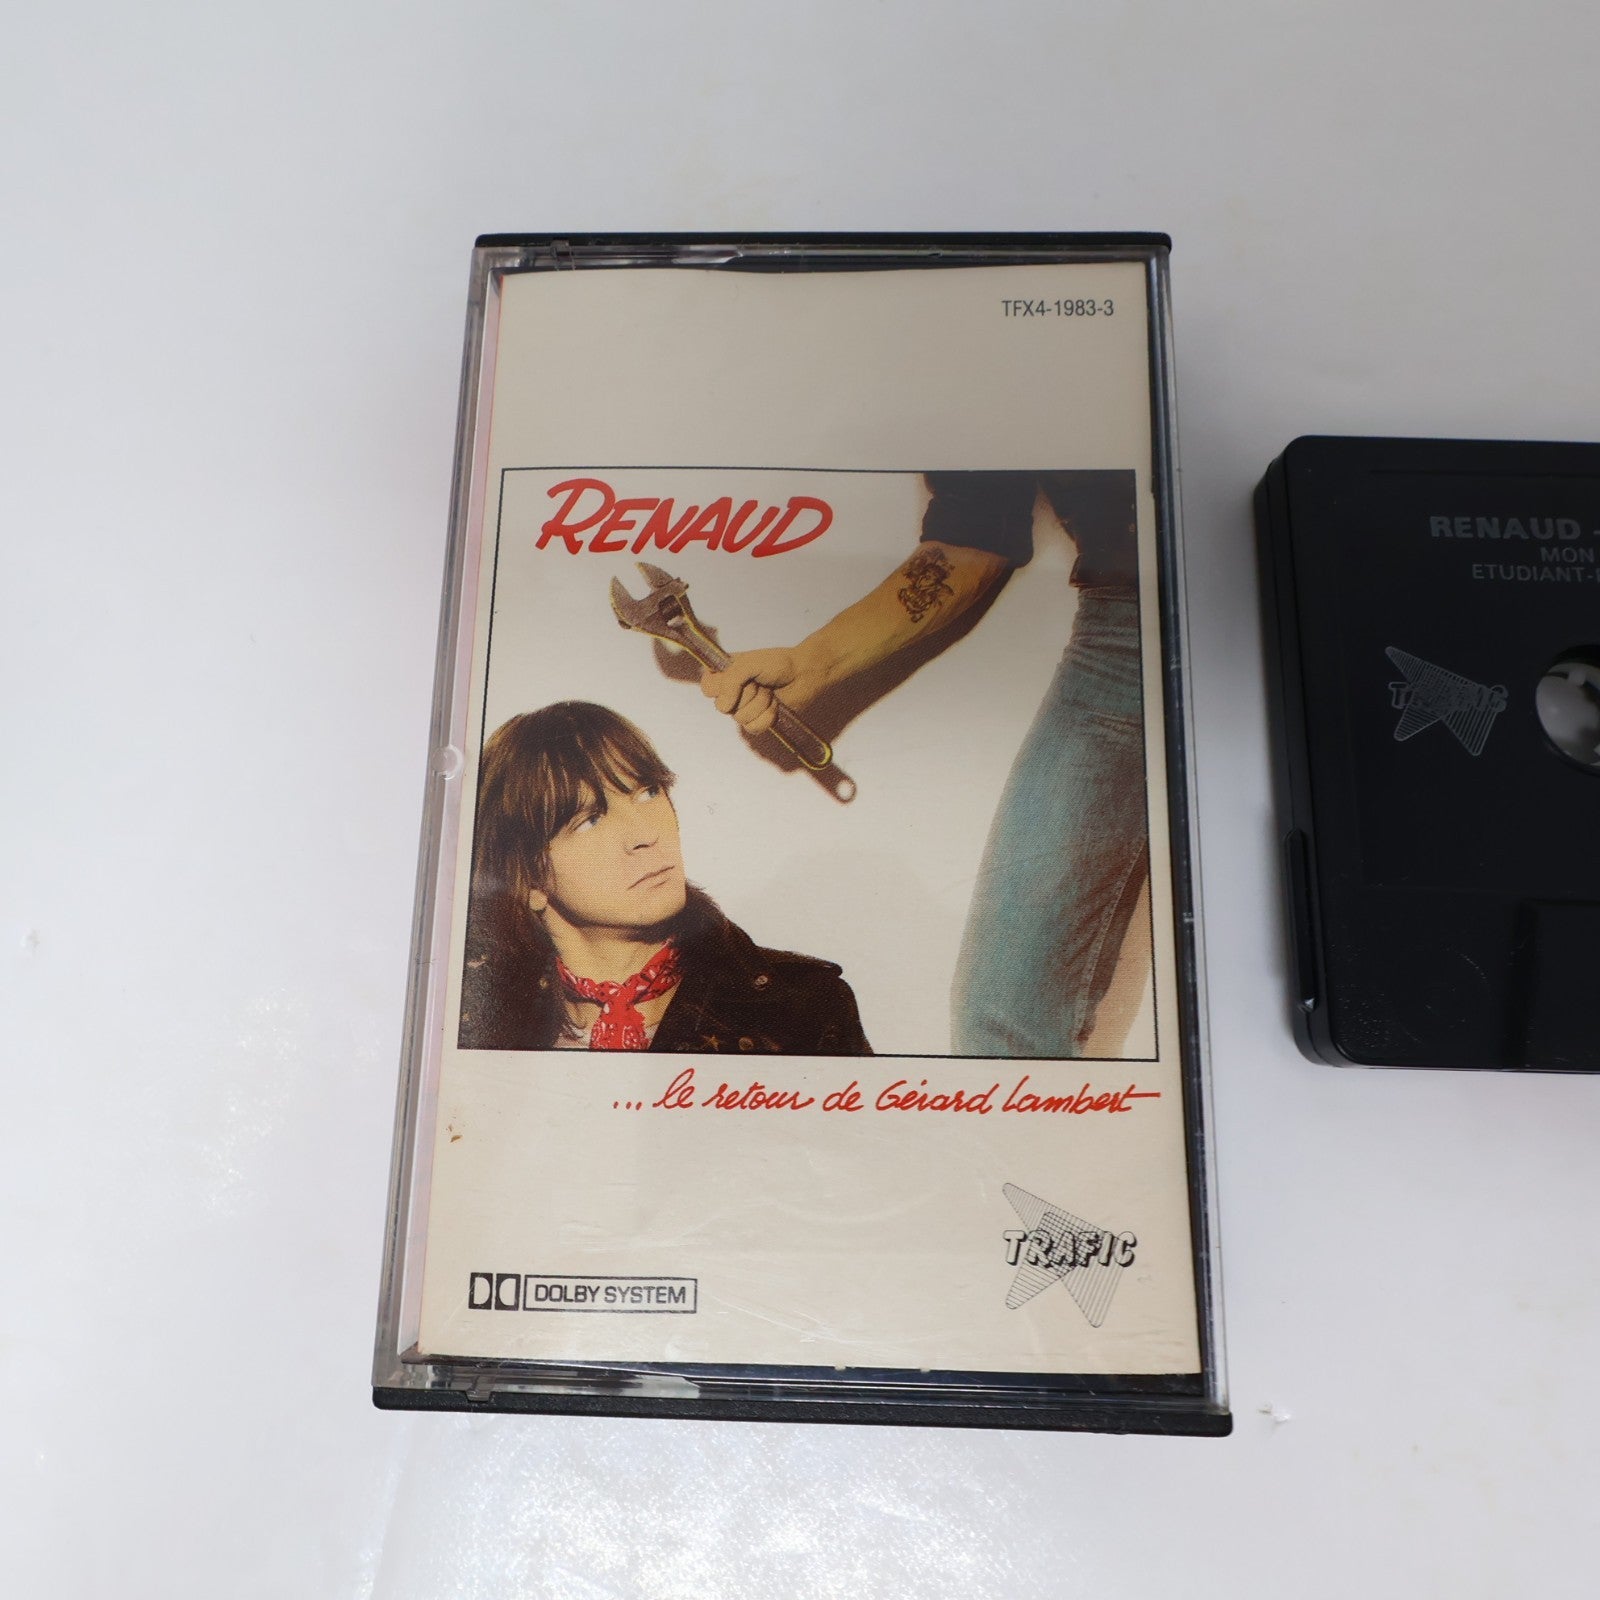 TFX4-1983-3
RENAUD
... le retour de Gérard Lambert
DOLBY SYSTEM
TRAFIC
RENAUD -
MON
ETUDIANT-
TRAFIC